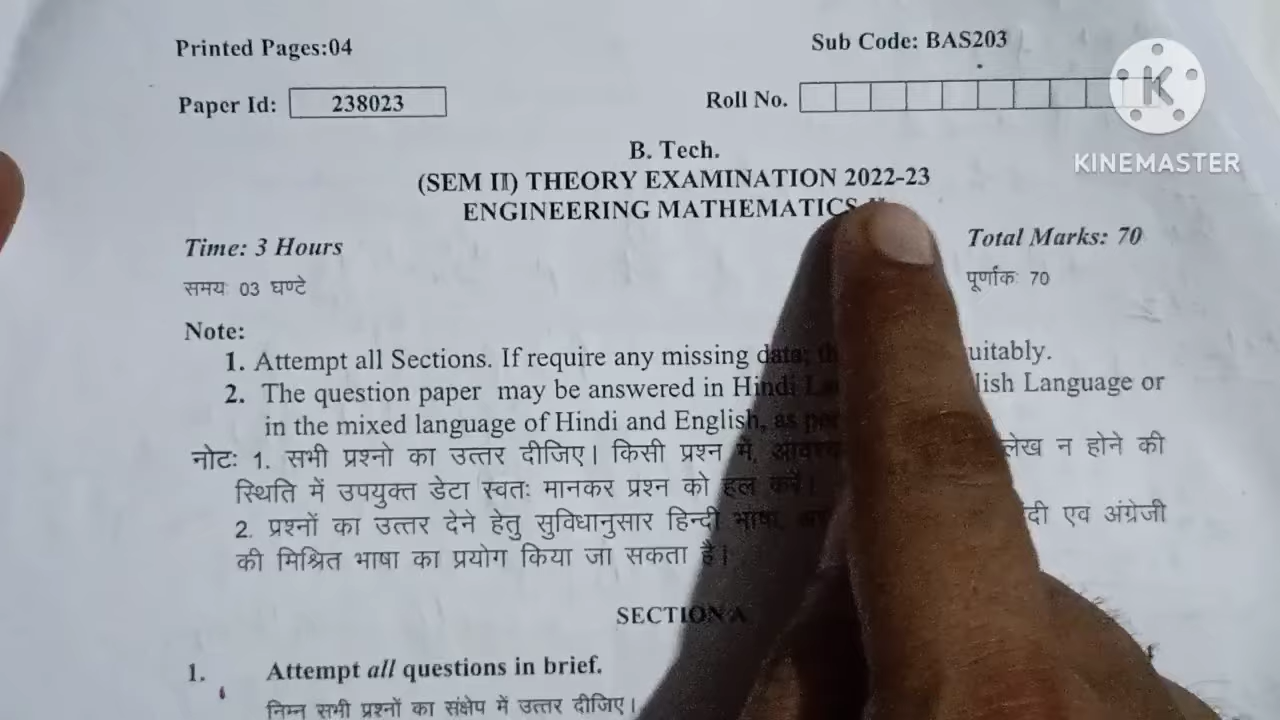 Printed Pages:04
Sub Code: BAS203
Paper Id: 238023
Roll No.
K
KINEMASTER
B. Tech.
(SEM II) THEORY EXAMINATION 2022-23
ENGINEERING MATHEMATICS
Time: 3 Hours
Total Marks: 70
समयः 03 घण्टे
पूर्णांकः 70
Note:
1. Attempt all Sections. If require any missing data;
2. The question paper may be answered in Hindi Language or
in the mixed language of Hindi and English, as per
नोटः 1. सभी प्रश्नो का उत्तर दीजिए। किसी प्रश्न में, न होने की
स्थिति में उपयुक्त डेटा स्वतः मानकर प्रश्न को हल करें।
2. प्रश्नों का उत्तर देने हेतु सुविधानुसार हिन्दी भाषा, एव अंग्रेजी
की मिश्रित भाषा का प्रयोग किया जा सकता है।
SECTION A
1. Attempt all questions in brief.
निम्न सभी प्रश्नों का संक्षेप में उत्तर दीजिए।